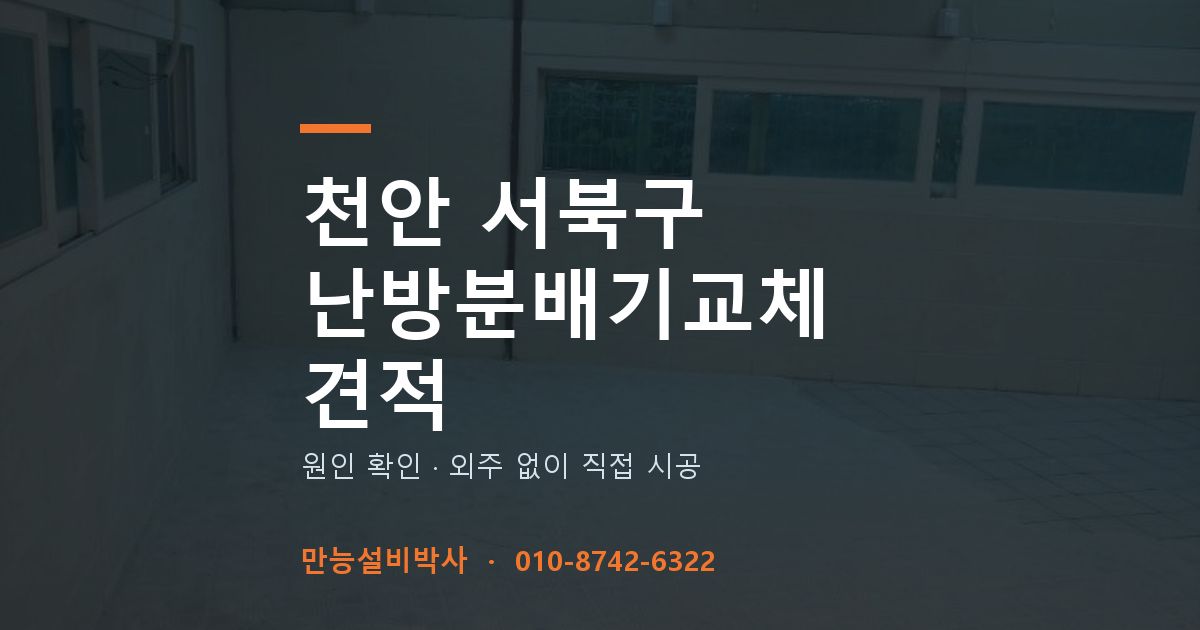 천안 서북구
난방분배기교체
견적
원인 확인 · 외주 없이 직접 시공
만능설비박사 · 010-8742-6322